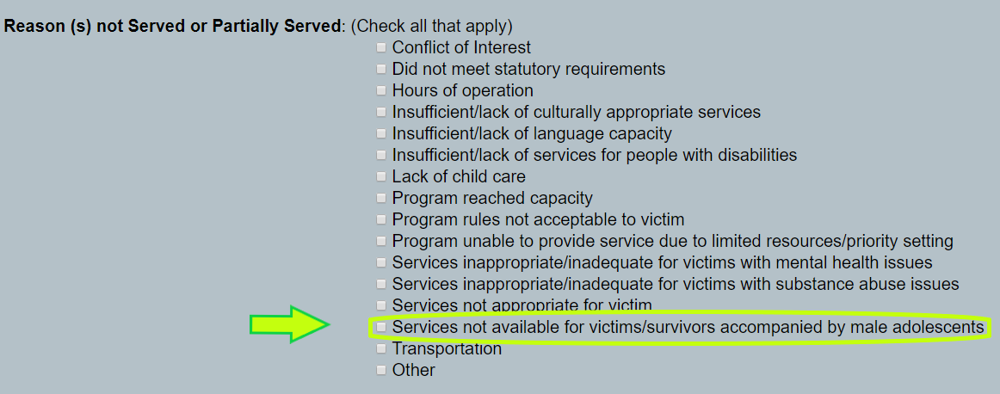 Reason (s) not Served or Partially Served: (Check all that apply)
Conflict of Interest
Did not meet statutory requirements
Hours of operation
Insufficient/lack of culturally appropriate services
Insufficient/lack of language capacity
Insufficient/lack of services for people with disabilities
Lack of child care
Program reached capacity
Program rules not acceptable to victim
Program unable to provide service due to limited resources/priority setting
Services inappropriate/inadequate for victims with mental health issues
Services inappropriate/inadequate for victims with substance abuse issues
Services not appropriate for victim
Services not available for victims/survivors accompanied by male adolescents
Transportation
Other